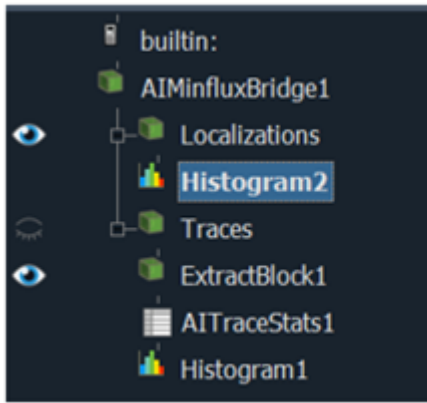 builtin:
AIMinfluxBridge1
Localizations
Histogram2
Traces
ExtractBlock1
AITraceStats1
Histogram1